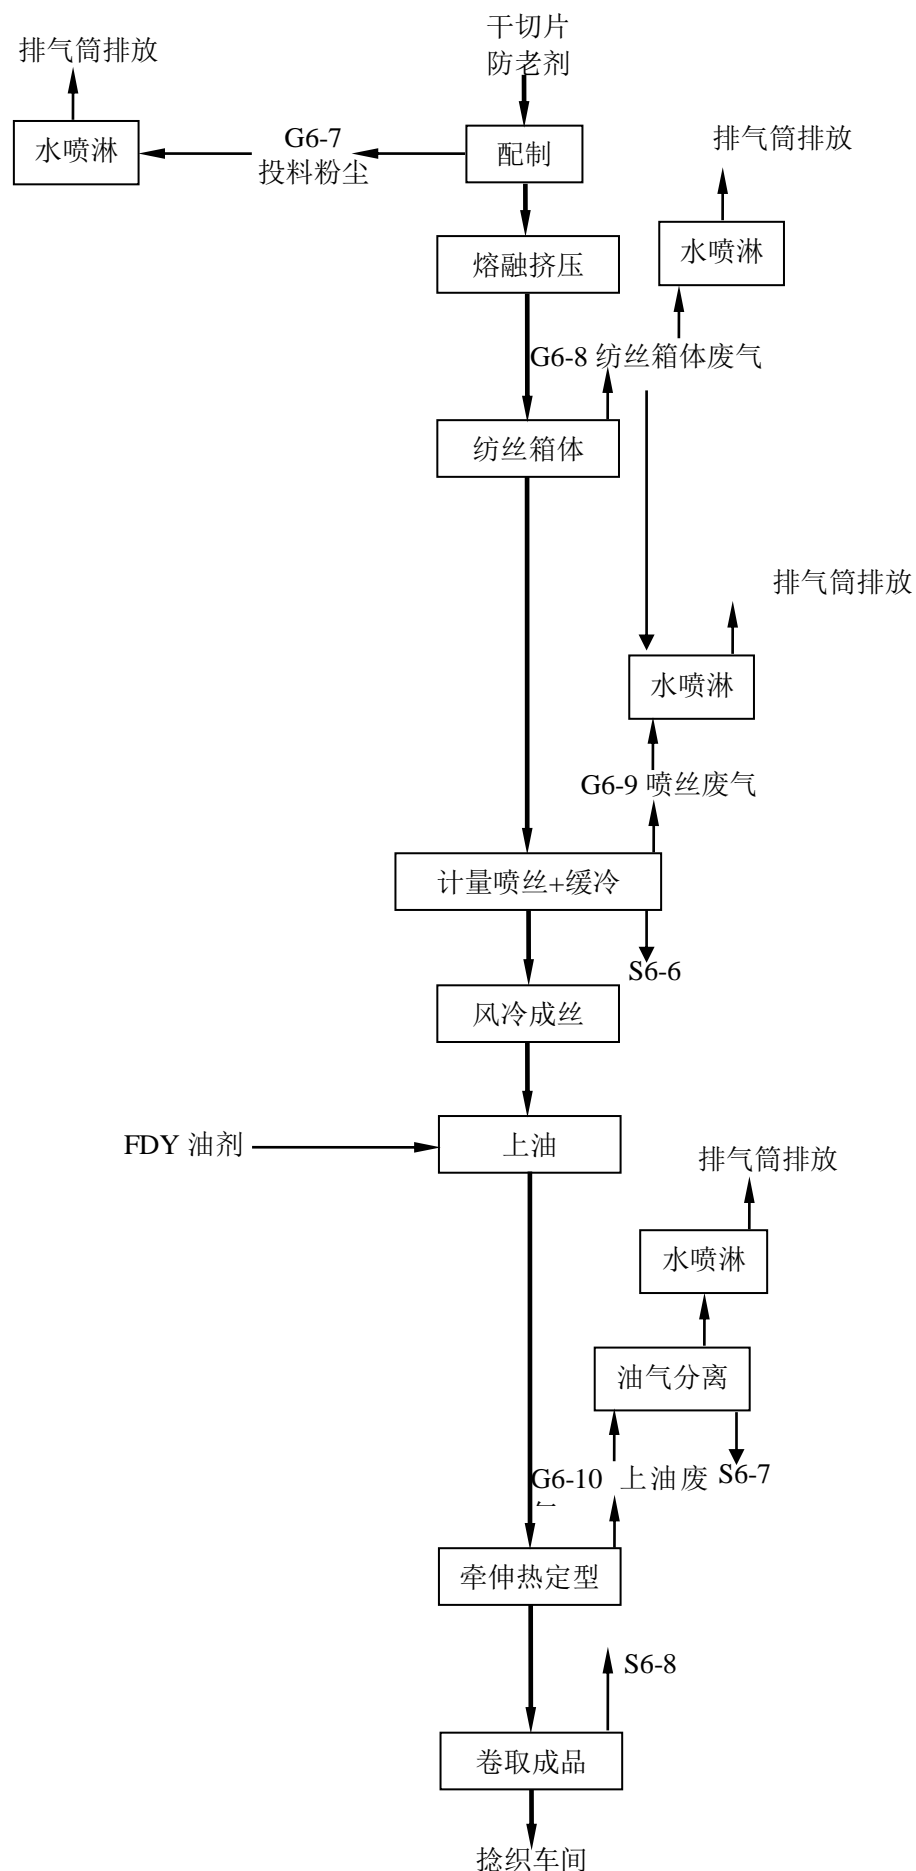 干切片
防老剂
排气筒排放
水喷淋
G6-7
投料粉尘
配制
排气筒排放
水喷淋
熔融挤压
G6-8 纺丝箱体废气
纺丝箱体
排气筒排放
水喷淋
G6-9 喷丝废气
计量喷丝+缓冷
S6-6
风冷成丝
FDY 油剂
上油
排气筒排放
水喷淋
油气分离
G6-10 上油废
S6-7
牵伸热定型
S6-8
卷取成品
捻织车间